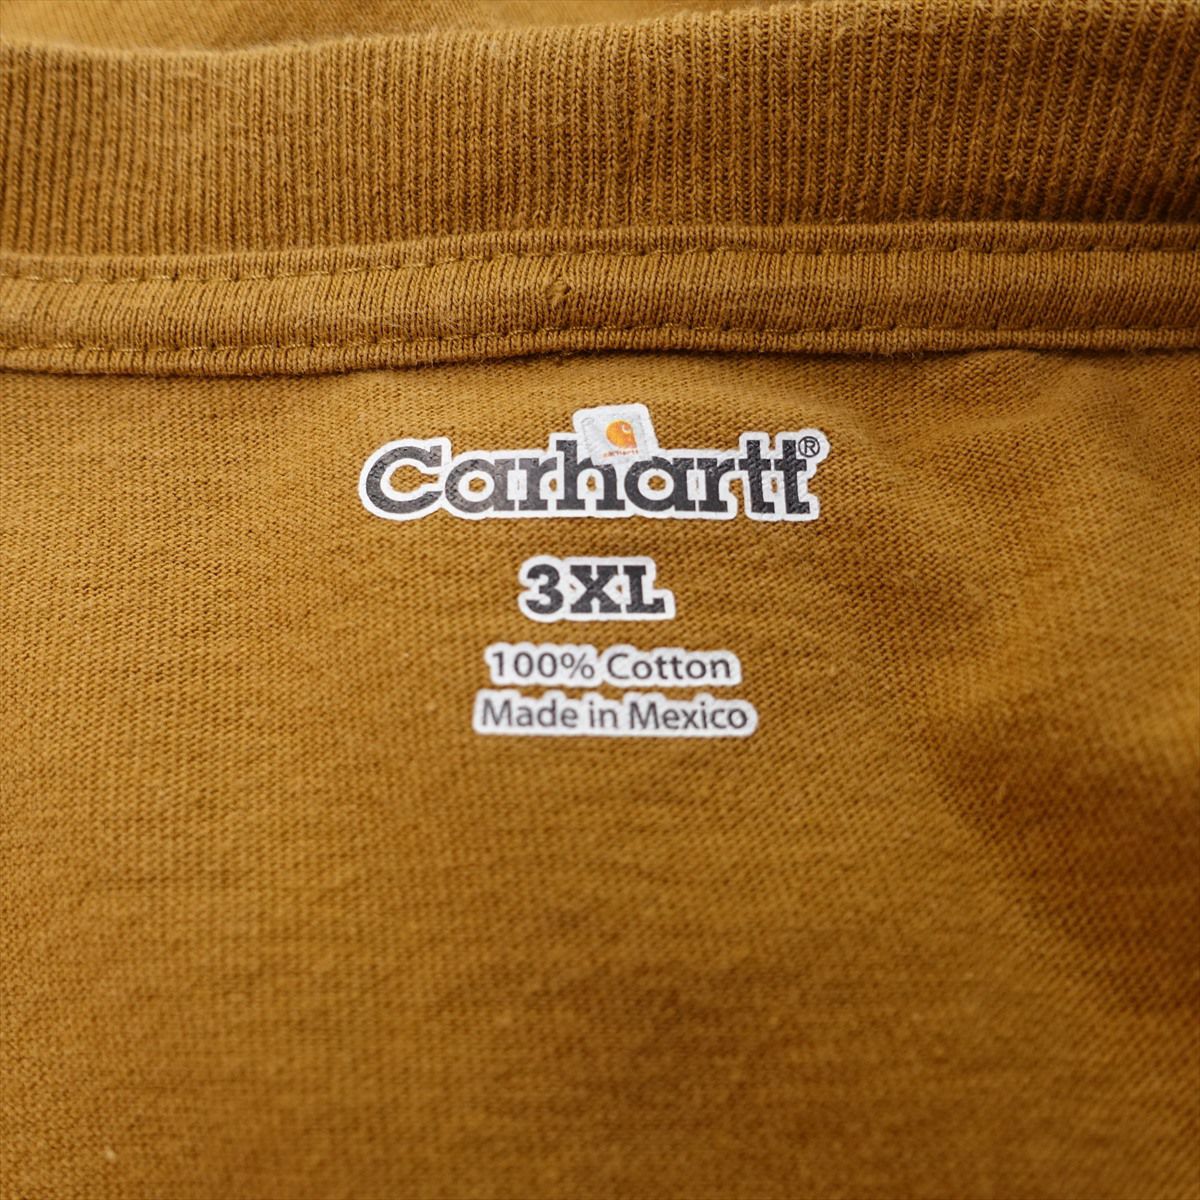 Carhartt®
3XL
100% Cotton
Made in Mexico